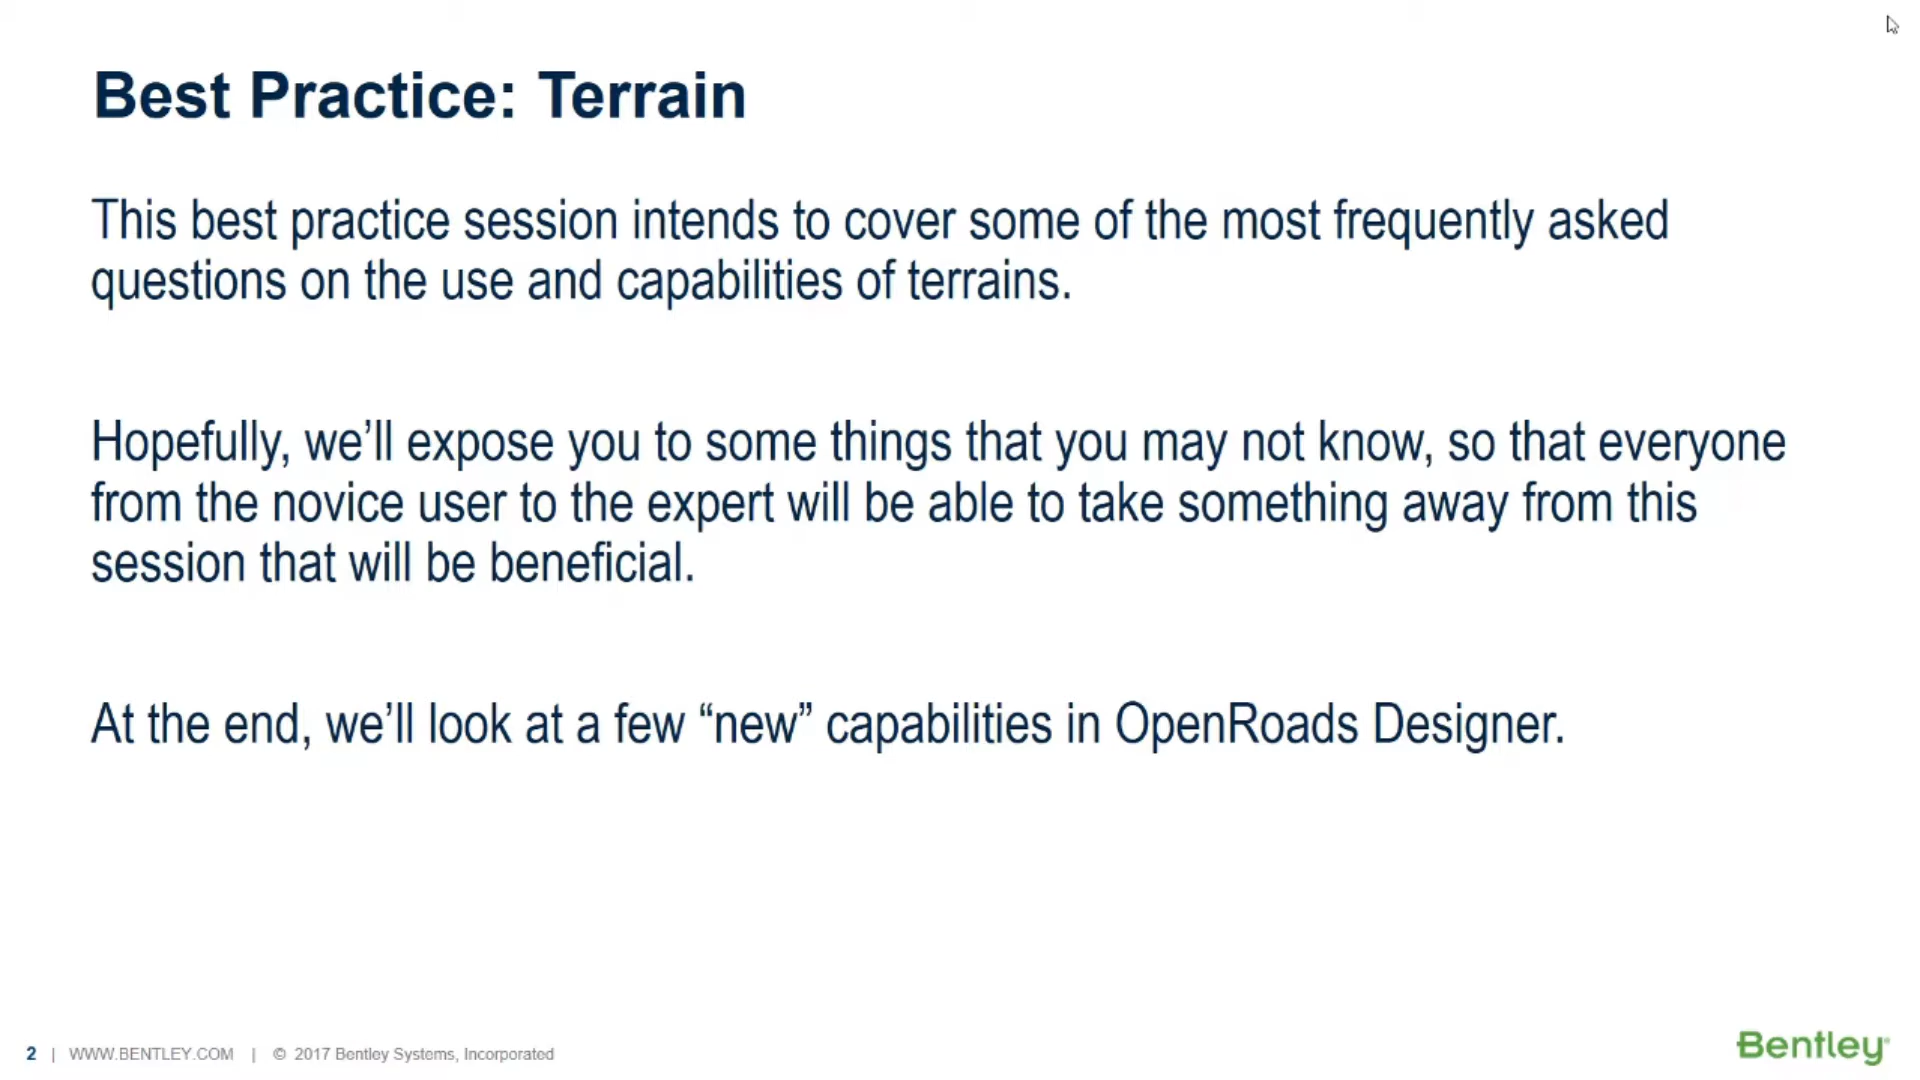 Best Practice: Terrain
This best practice session intends to cover some of the most frequently asked
questions on the use and capabilities of terrains.
Hopefully, we’ll expose you to some things that you may not know, so that everyone
from the novice user to the expert will be able to take something away from this
session that will be beneficial.
At the end, we’ll look at a few “new” capabilities in OpenRoads Designer.
2 | WWW.BENTLEY.COM | © 2017 Bentley Systems, Incorporated
Bentley®